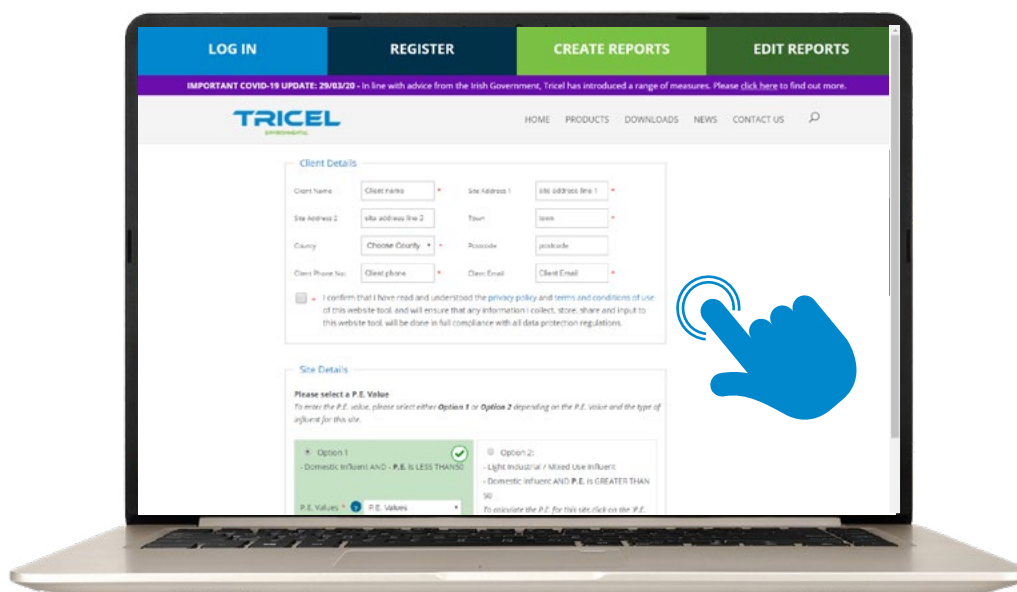 LOG IN
REGISTER
CREATE REPORTS
EDIT REPORTS
IMPORTANT COVID-19 UPDATE: 29/03/20 - In line with advice from the Irish Government, Tricel has introduced a range of measures. Please click here to find out more.
TRICEL
ENVIRONMENTAL
HOME PRODUCTS DOWNLOADS NEWS CONTACT US
Client Details
Client Name Client name * Site Address 1 site address line 1 *
Site Address 2 site address line 2 Town town *
County Choose County * Postcode postcode
Client Phone No: Client phone * Client Email Client Email *
* I confirm that I have read and understood the privacy policy and terms and conditions of use
of this website tool, and will ensure that any information I collect, store, share and input to
this website tool, will be done in full compliance with all data protection regulations.
Site Details
Please select a P.E. Value
To enter the P.E. value, please select either Option 1 or Option 2 depending on the P.E. Value and the type of
influent for this site.
Option 1
- Domestic Influent AND - P.E. is LESS THAN50
P.E. Values * ? P.E. Values
Option 2:
- Light Industrial / Mixed Use Influent
- Domestic Influent AND P.E. is GREATER THAN
50
To calculate the P.E. for this site,click on the 'P.E.